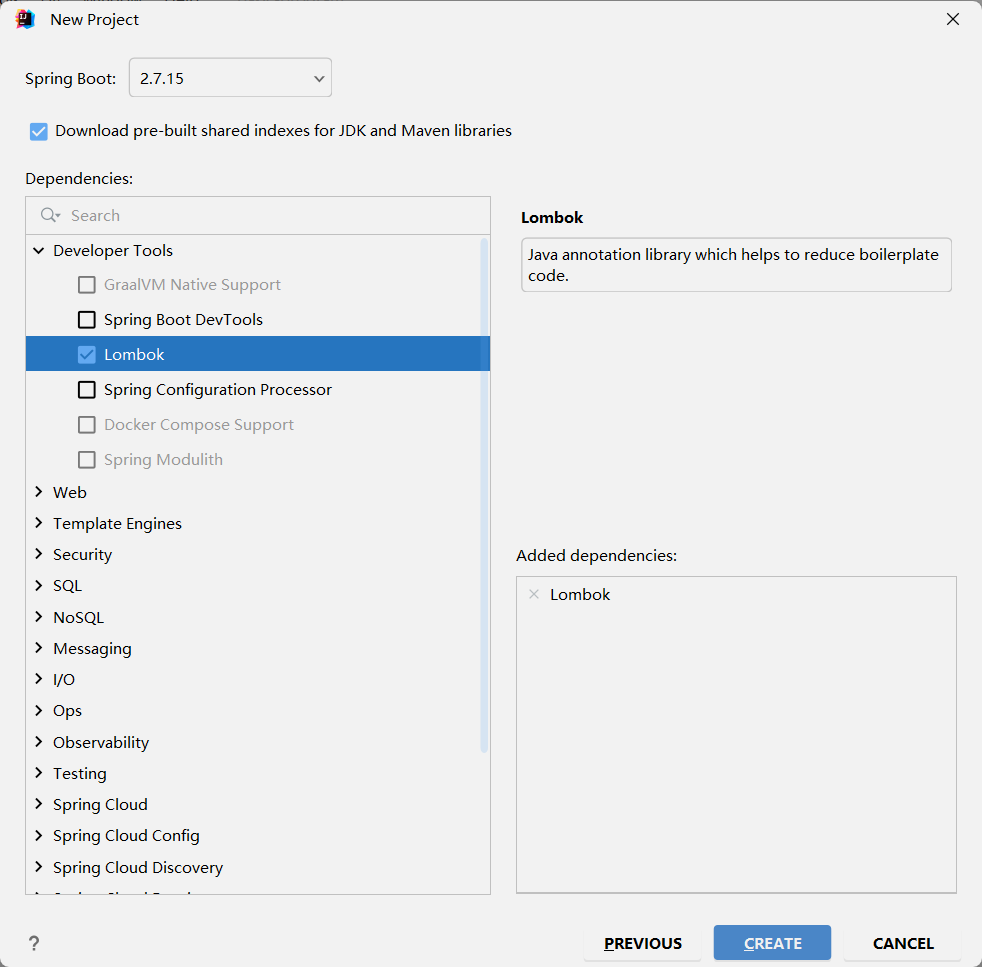 New Project
Spring Boot:
2.7.15
Download pre-built shared indexes for JDK and Maven libraries
Dependencies:
Search
Developer Tools
GraalVM Native Support
Spring Boot DevTools
Lombok
Spring Configuration Processor
Docker Compose Support
Spring Modulith
Web
Template Engines
Security
SQL
NoSQL
Messaging
I/O
Ops
Observability
Testing
Spring Cloud
Spring Cloud Config
Spring Cloud Discovery
Lombok
Java annotation library which helps to reduce boilerplate
code.
Added dependencies:
Lombok
?
PREVIOUS
CREATE
CANCEL